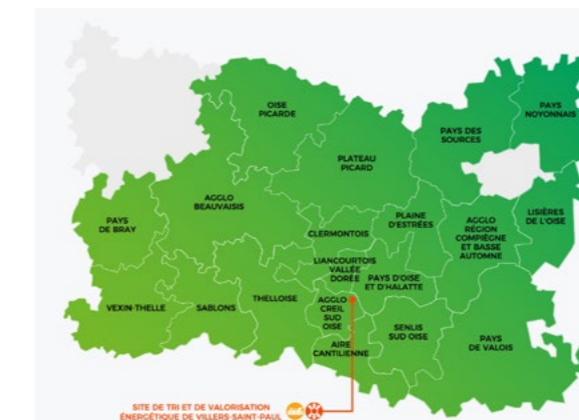 OISE
PICARDE
PAYS
NOYONNAIS
PAYS DES
SOURCES
PLATEAU
PICARD
AGGLO
BEAUVAISIS
PAYS
DE BRAY
CLERMONTOIS
PLAINE
D'ESTRÉES
AGGLO
RÉGION
COMPIÈGNE
ET BASSE
AUTOMNE
LISIÈRES
DE L'OISE
LIANCOURTOIS
VALLÉE
DORÉE
PAYS D'OISE
ET D'HALATTE
VEXIN-THELLE
SABLONS
THELLOISE
AGGLO
CREIL
SUD
OISE
SENLIS
SUD OISE
PAYS
DE VALOIS
AIRE
CANTILIENNE
SITE DE TRI ET DE VALORISATION
ÉNERGÉTIQUE DE VILLERS-SAINT-PAUL